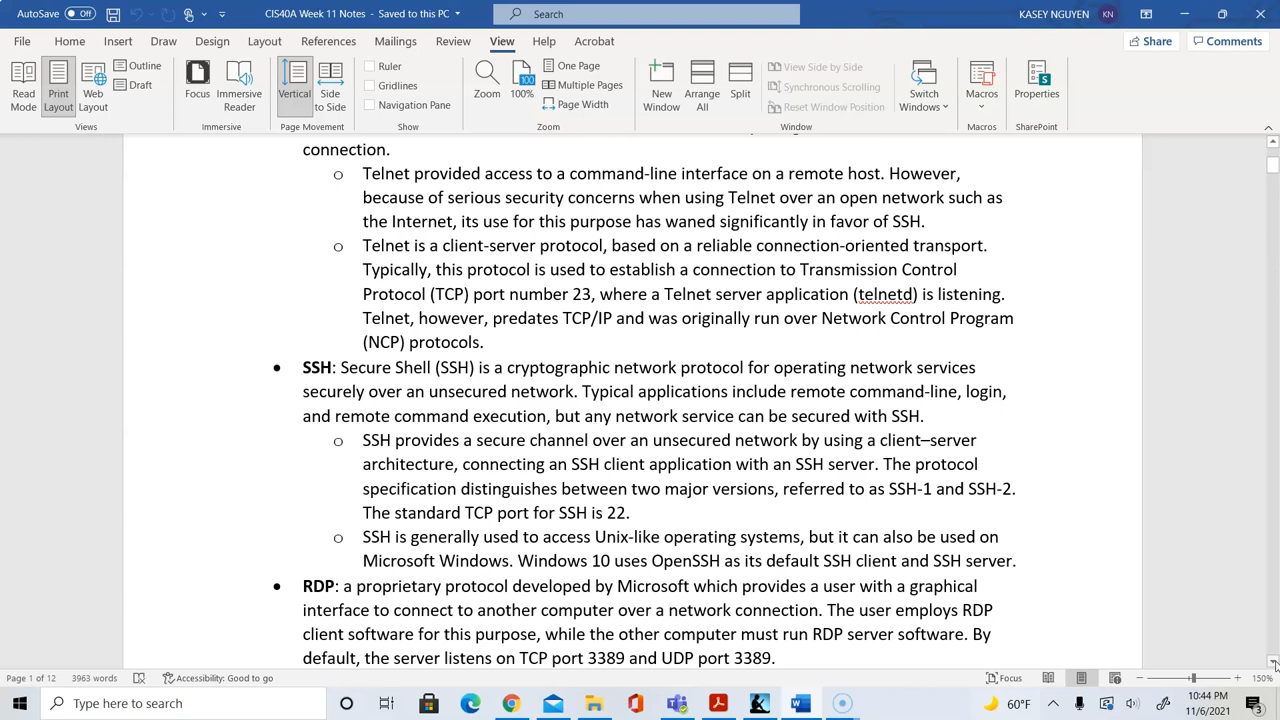 AutoSave Off
CIS40A Week 11 Notes
Search
KASEY NGUYEN KN
File Home Insert Draw Design Layout References Mailings Review View Help Acrobat Share Comments
Read Mode
Print Layout
Web Layout
Outline
Draft
Views
Focus
Immersive Reader
Immersive
Vertical
Side to Side
Page Movement
Ruler
Gridlines
Navigation Pane
Show
Zoom
100
100%
One Page
Multiple Pages
Page Width
Zoom
New Window
Arrange All
Split
View Side by Side
Synchronous Scrolling
Reset Window Position
Switch Windows
Window
Macros
Macros
Properties
SharePoint
connection.
o Telnet provided access to a command-line interface on a remote host. However,
because of serious security concerns when using Telnet over an open network such as
the Internet, its use for this purpose has waned significantly in favor of SSH.
o Telnet is a client-server protocol, based on a reliable connection-oriented transport.
Typically, this protocol is used to establish a connection to Transmission Control
Protocol (TCP) port number 23, where a Telnet server application (telnetd) is listening.
Telnet, however, predates TCP/IP and was originally run over Network Control Program
(NCP) protocols.
• SSH: Secure Shell (SSH) is a cryptographic network protocol for operating network services
securely over an unsecured network. Typical applications include remote command-line, login,
and remote command execution, but any network service can be secured with SSH.
o SSH provides a secure channel over an unsecured network by using a client–server
architecture, connecting an SSH client application with an SSH server. The protocol
specification distinguishes between two major versions, referred to as SSH-1 and SSH-2.
The standard TCP port for SSH is 22.
o SSH is generally used to access Unix-like operating systems, but it can also be used on
Microsoft Windows. Windows 10 uses OpenSSH as its default SSH client and SSH server.
• RDP: a proprietary protocol developed by Microsoft which provides a user with a graphical
interface to connect to another computer over a network connection. The user employs RDP
client software for this purpose, while the other computer must run RDP server software. By
default, the server listens on TCP port 3389 and UDP port 3389.
Page 1 of 12 3963 words Accessibility: Good to go Focus 150%
Type here to search
60°F
10:44 PM
11/6/2021
3